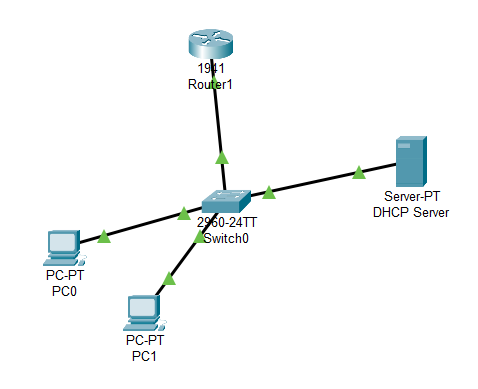 1941
Router1
Server-PT
DHCP Server
2960-24TT
Switch0
PC-PT
PC0
PC-PT
PC1